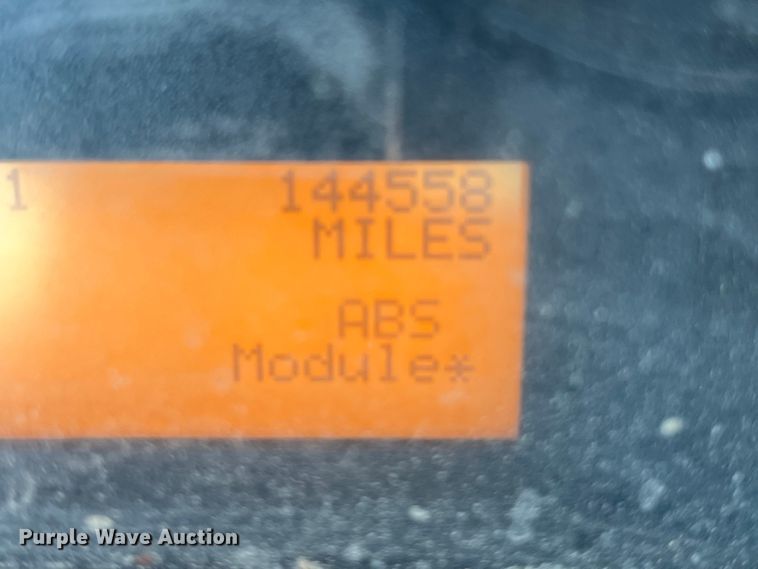 1 144558
MILES
ABS
Module*
Purple Wave Auction